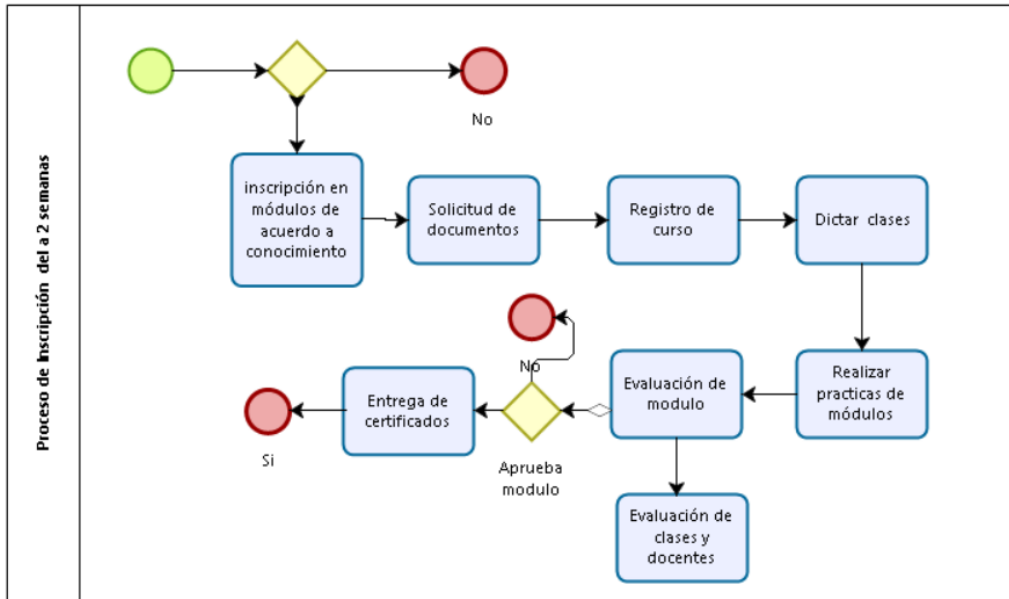 Proceso de Inscripción del a 2 semanas
No
inscripción en
módulos de
acuerdo a
conocimiento
Solicitud de
documentos
Registro de
curso
Dictar clases
No
Si
Entrega de
certificados
Aprueba
modulo
Evaluación de
modulo
Realizar
practicas de
módulos
Evaluación de
clases y
docentes